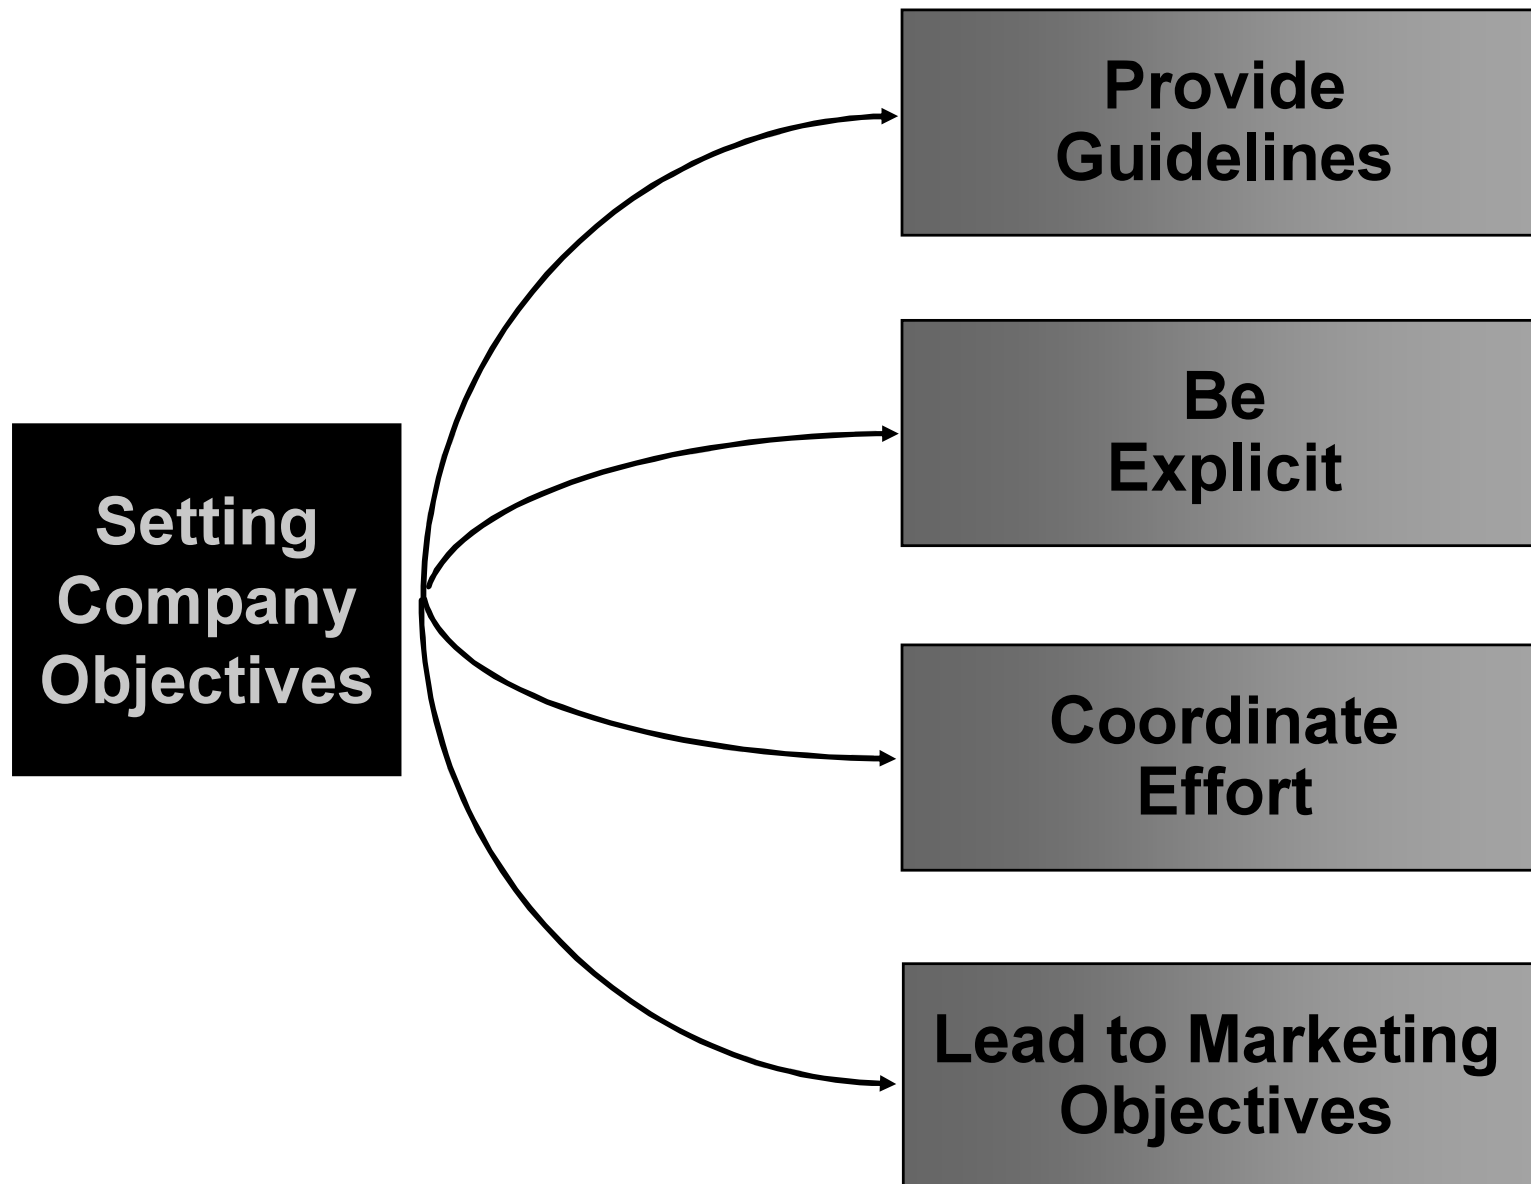 Setting
Company
Objectives
Provide
Guidelines
Be
Explicit
Coordinate
Effort
Lead to Marketing
Objectives